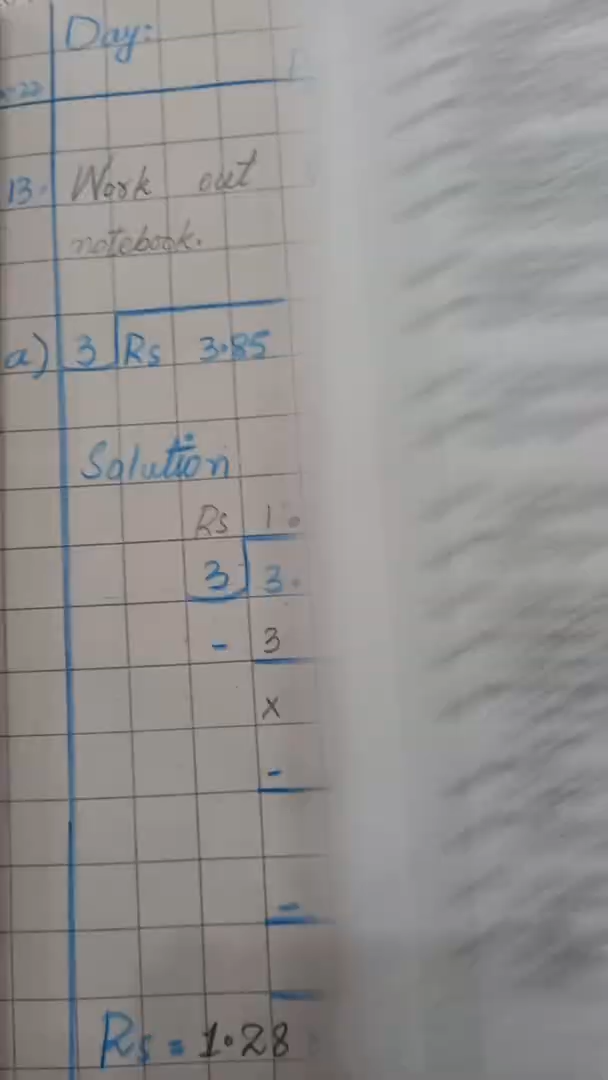 Day:
13. Work out
notebook.
a) 3 Rs 3.85
Solution
Rs 1.
3 3.
- 3
x
-
-
Rs = 1.28